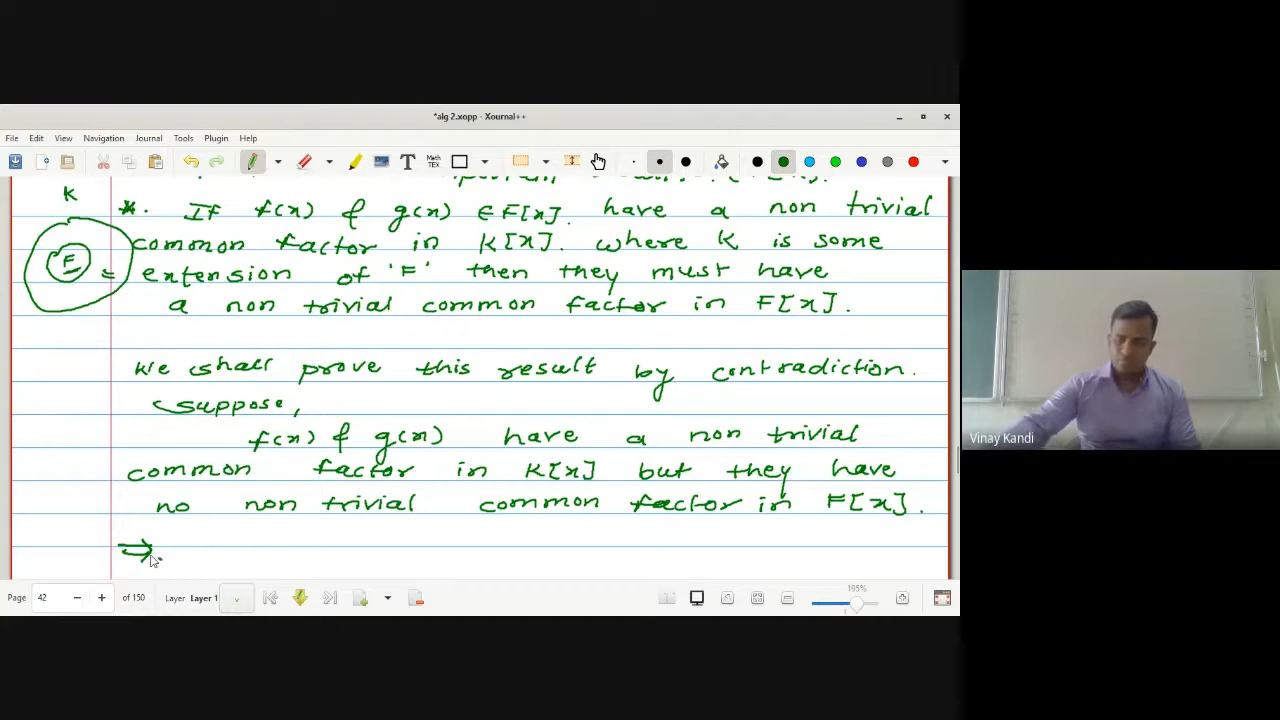 *alg 2.xopp - Xournal++
File Edit View Navigation Journal Tools Plugin Help
T Math TEX
K
*. If f(x) & g(x) ∈ F[x]. have a non trivial
F common factor in K[x]. where K is some
= extension of 'F' then they must have
a non trivial common factor in F[x].
We shall prove this result by contradiction.
Suppose,
f(x) & g(x) have a non trivial
common factor in K[x] but they have
no non trivial common factor in F[x].
⇒
Vinay Kandi
195%
Page 42 of 150 Layer Layer 1